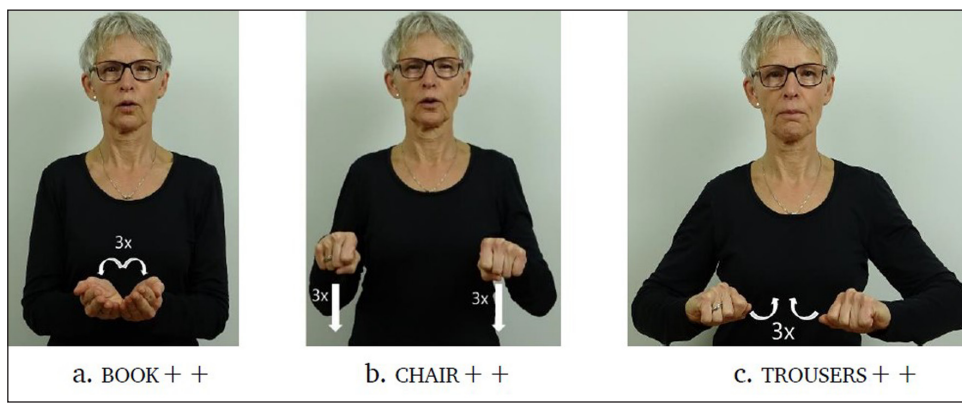 3x
3x
3x
3x
a. BOOK + +
b. CHAIR + +
c. TROUSERS + +